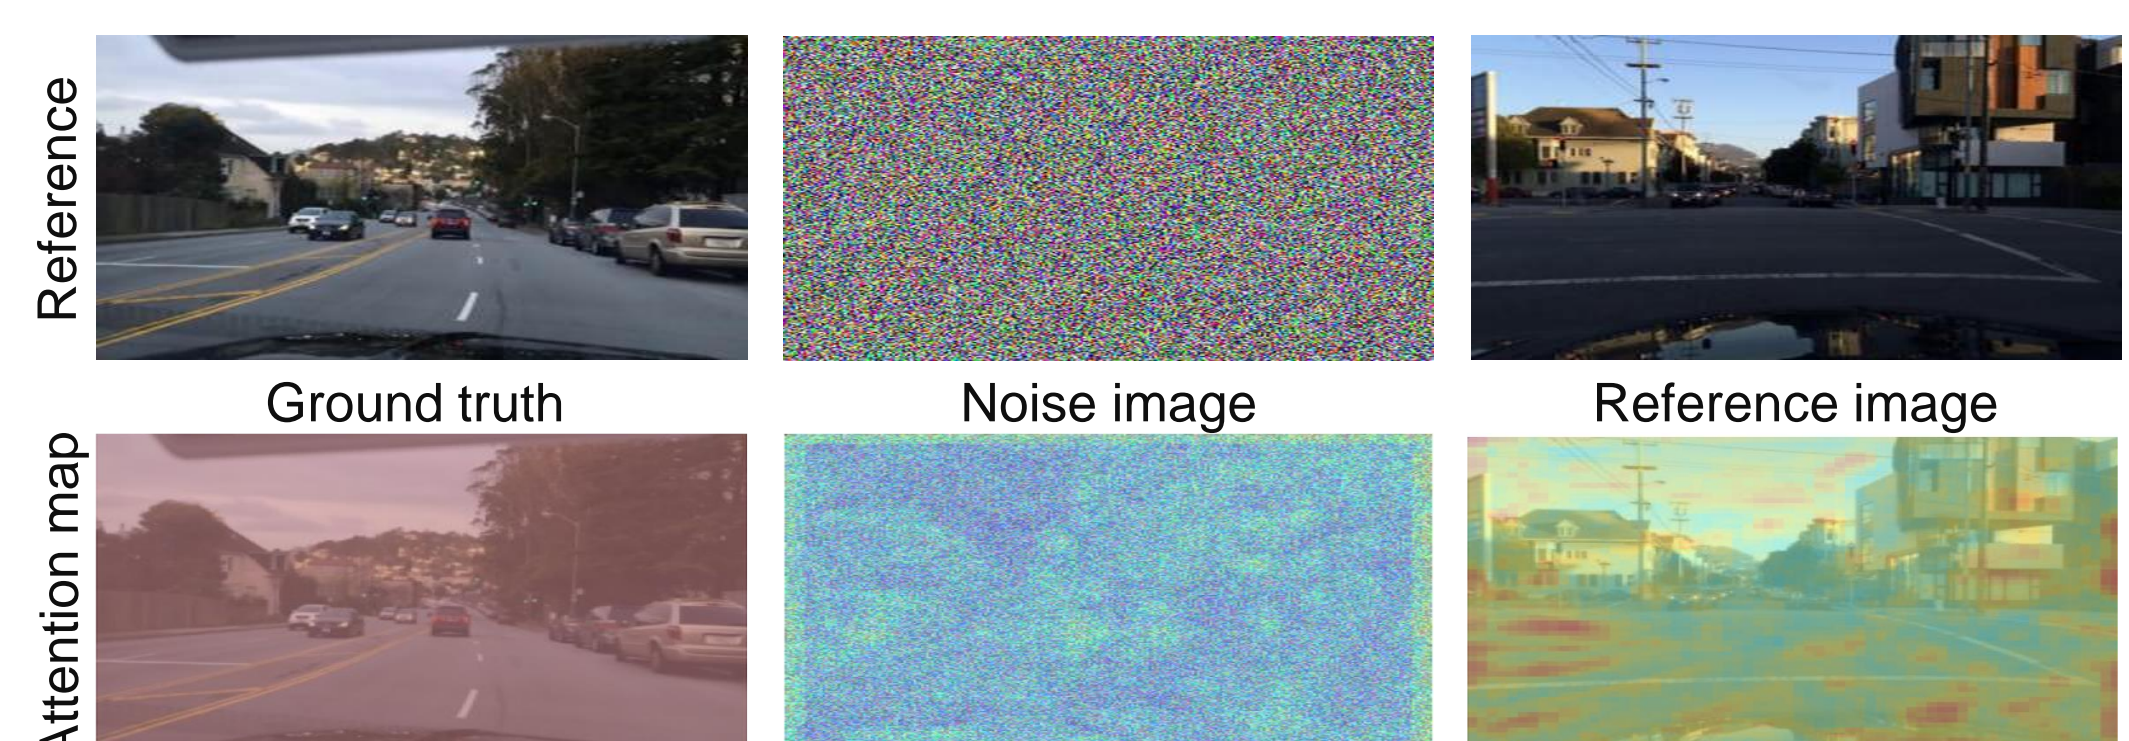 Reference
Ground truth
Noise image
Reference image
Attention map